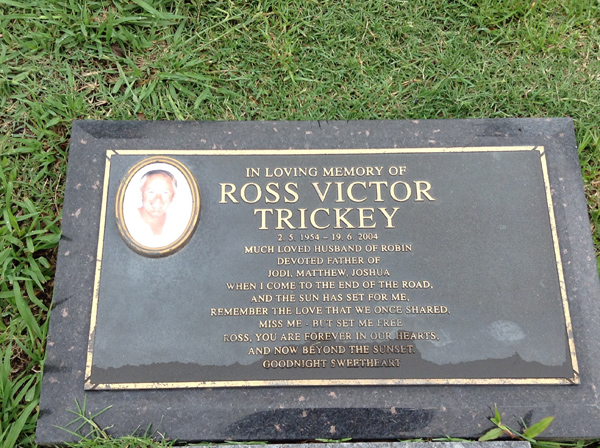 IN LOVING MEMORY OF
ROSS VICTOR
TRICKEY
2. 5. 1954 – 19. 6. 2004
MUCH LOVED HUSBAND OF ROBIN
DEVOTED FATHER OF
JODI, MATTHEW, JOSHUA
WHEN I COME TO THE END OF THE ROAD,
AND THE SUN HAS SET FOR ME,
REMEMBER THE LOVE THAT WE ONCE SHARED,
MISS ME - BUT SET ME FREE
ROSS, YOU ARE FOREVER IN OUR HEARTS,
AND NOW BEYOND THE SUNSET.
GOODNIGHT SWEETHEART